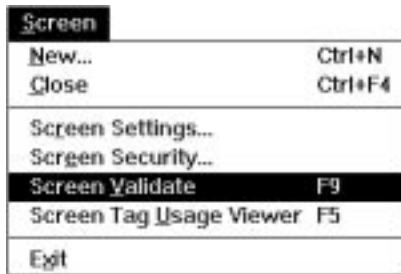 Screen
New... Ctrl+N
Close Ctrl+F4
Screen Settings...
Screen Security...
Screen Validate F9
Screen Tag Usage Viewer F5
Exit